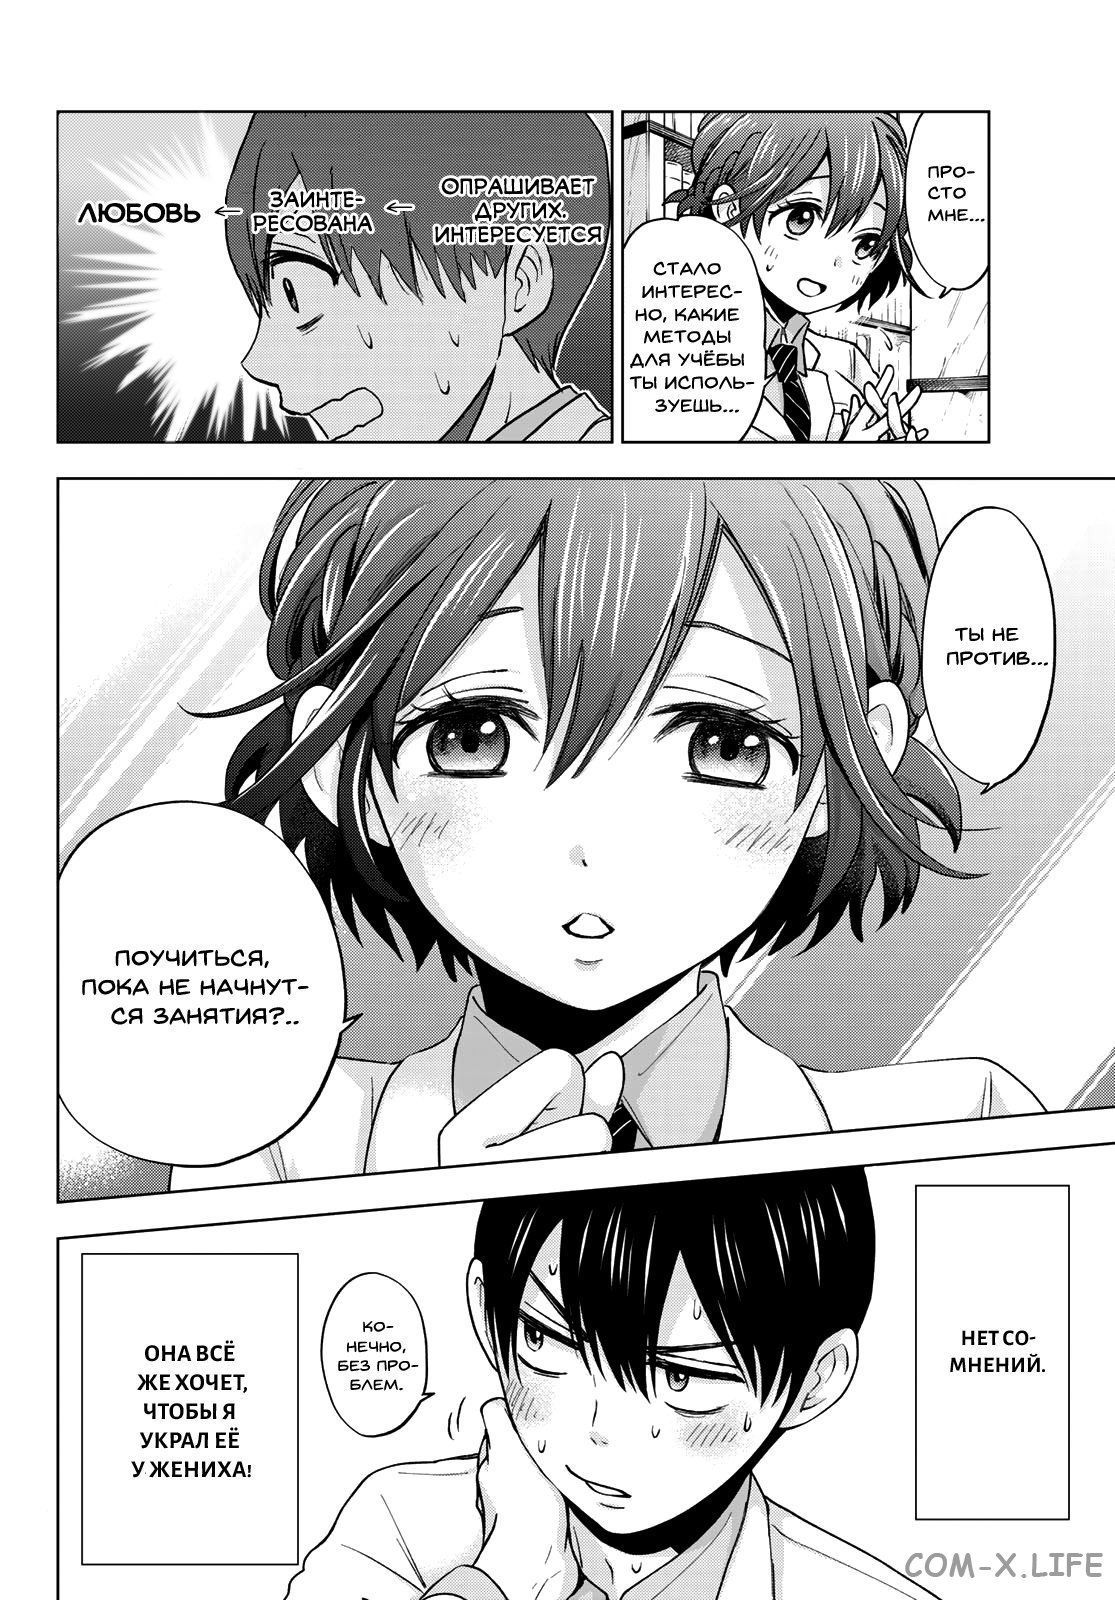 ПРО-
СТО
МНЕ...
СТАЛО
ИНТЕРЕС-
НО, КАКИЕ
МЕТОДЫ
ДЛЯ УЧЁБЫ
ТЫ ИСПОЛЬ-
ЗУЕШЬ...
ОПРАШИВАЕТ
ДРУГИХ.
ИНТЕРЕСУЕТСЯ
←
ЗАИНТЕ-
РЕСОВАНА
←
ЛЮБОВЬ
ТЫ НЕ
ПРОТИВ...
ПОУЧИТЬСЯ,
ПОКА НЕ НАЧНУТ-
СЯ ЗАНЯТИЯ?..
НЕТ СО-
МНЕНИЙ.
КО-
НЕЧНО,
БЕЗ ПРО-
БЛЕМ.
ОНА ВСЁ
ЖЕ ХОЧЕТ,
ЧТОБЫ Я
УКРАЛ ЕЁ
У ЖЕНИХА!
COM-X.LIFE